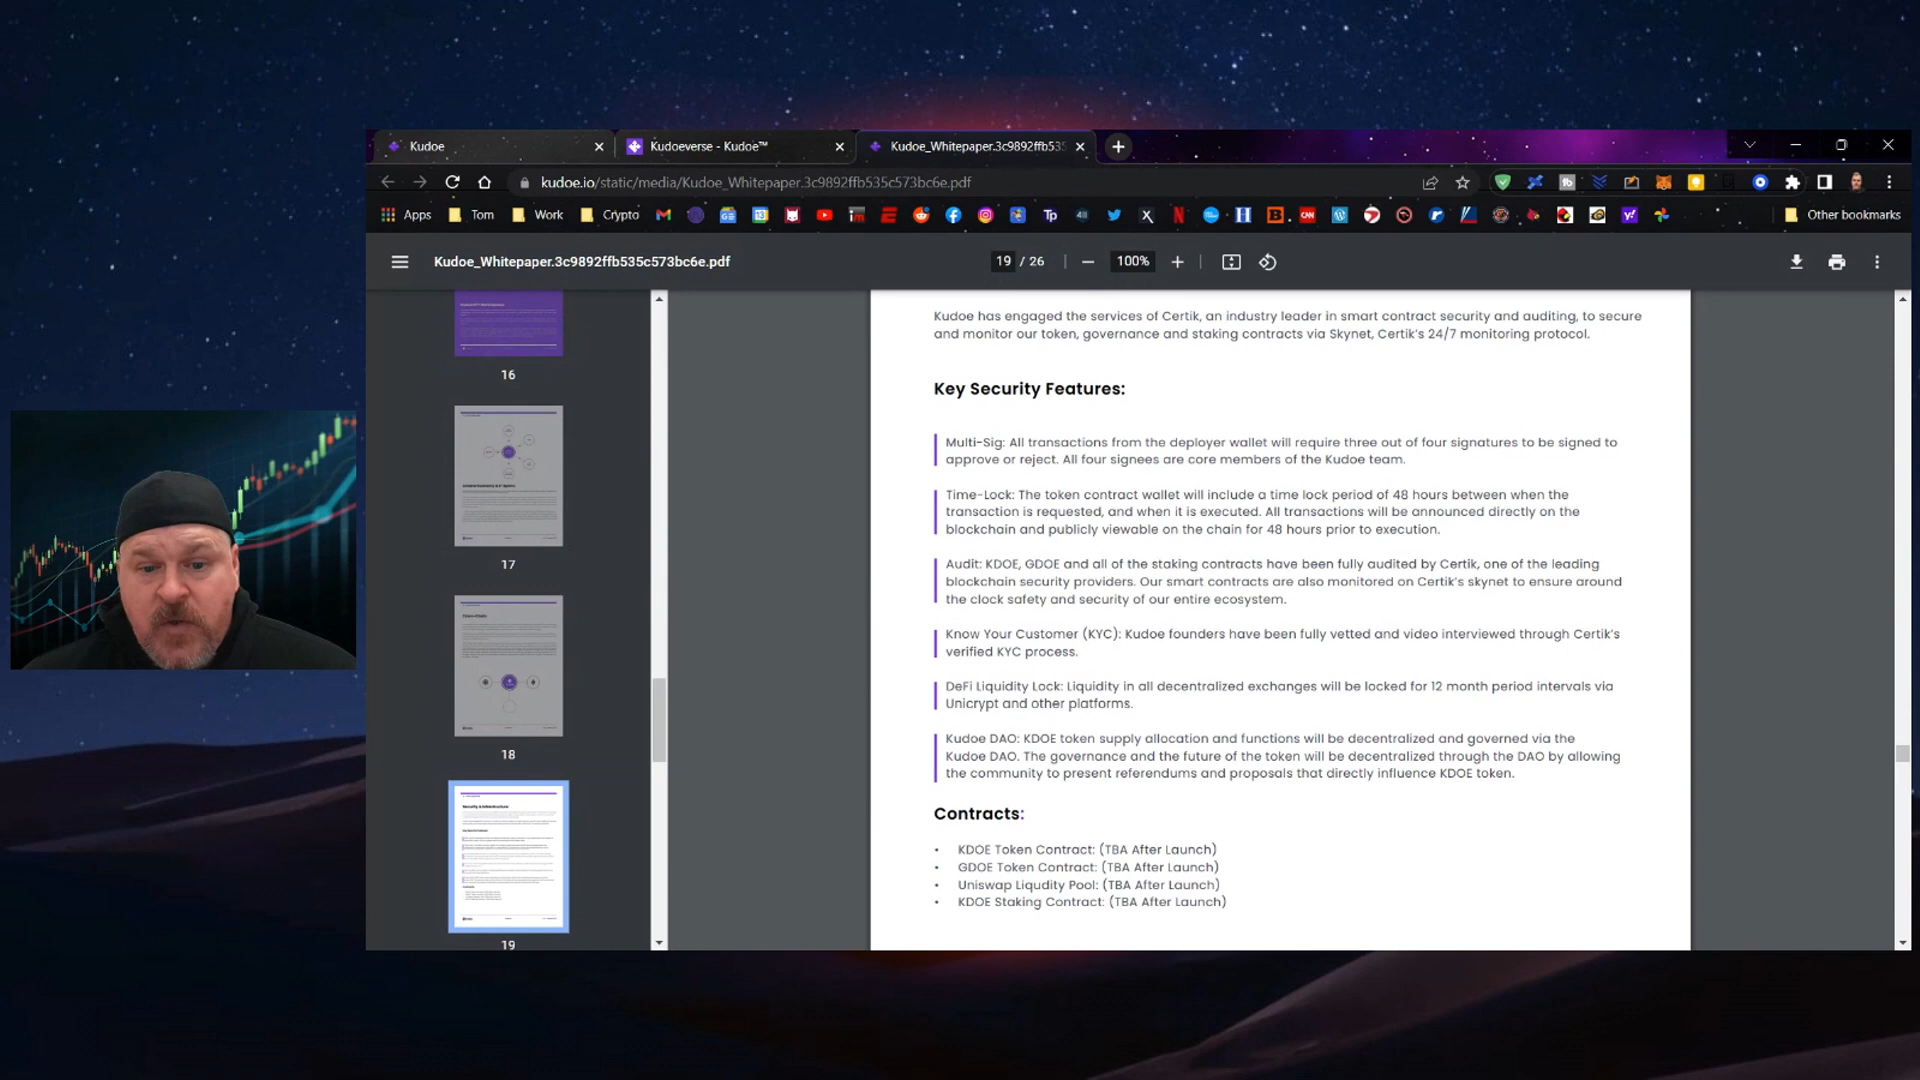 Kudoe
Kudoeverse - Kudoe™
Kudoe_Whitepaper.3c9892ffb535
kudoe.io/static/media/Kudoe_Whitepaper.3c9892ffb535c573bc6e.pdf
Apps
Tom
Work
Crypto
Other bookmarks
Kudoe_Whitepaper.3c9892ffb535c573bc6e.pdf
19 / 26
100%
16
17
18
19
Kudoe has engaged the services of Certik, an industry leader in smart contract security and auditing, to secure
and monitor our token, governance and staking contracts via Skynet, Certik's 24/7 monitoring protocol.
Key Security Features:
Multi-Sig: All transactions from the deployer wallet will require three out of four signatures to be signed to
approve or reject. All four signees are core members of the Kudoe team.
Time-Lock: The token contract wallet will include a time lock period of 48 hours between when the
transaction is requested, and when it is executed. All transactions will be announced directly on the
blockchain and publicly viewable on the chain for 48 hours prior to execution.
Audit: KDOE, GDOE and all of the staking contracts have been fully audited by Certik, one of the leading
blockchain security providers. Our smart contracts are also monitored on Certik's skynet to ensure around
the clock safety and security of our entire ecosystem.
Know Your Customer (KYC): Kudoe founders have been fully vetted and video interviewed through Certik's
verified KYC process.
DeFi Liquidity Lock: Liquidity in all decentralized exchanges will be locked for 12 month period intervals via
Unicrypt and other platforms.
Kudoe DAO: KDOE token supply allocation and functions will be decentralized and governed via the
Kudoe DAO. The governance and the future of the token will be decentralized through the DAO by allowing
the community to present referendums and proposals that directly influence KDOE token.
Contracts:
• KDOE Token Contract: (TBA After Launch)
• GDOE Token Contract: (TBA After Launch)
• Uniswap Liqudity Pool: (TBA After Launch)
• KDOE Staking Contract: (TBA After Launch)